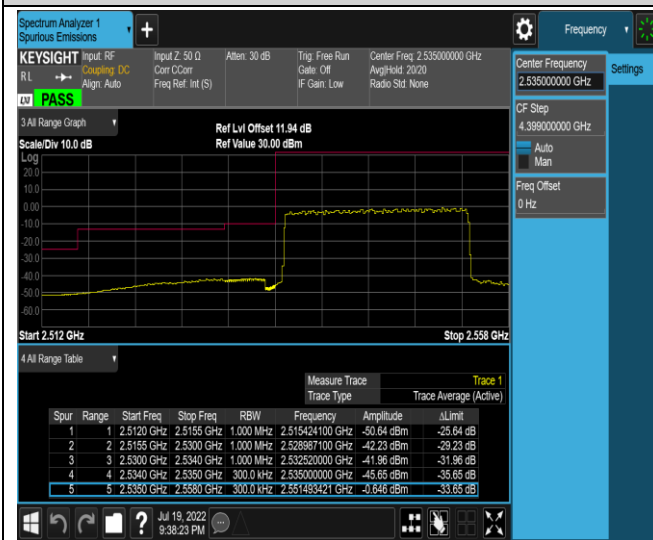 Spectrum Analyzer 1
Spurious Emissions
Frequency
KEYSIGHT Input: RF Input Z: 50 Ω Atten: 30 dB Trig: Free Run Center Freq: 2.535000000 GHz
RL Coupling: DC Corr CCorr Gate: Off Avg|Hold: 20/20
Align: Auto Freq Ref: Int (S) IF Gain: Low Radio Std: None
LXI PASS
Center Frequency
2.535000000 GHz
Settings
CF Step
4.399000000 GHz
Auto
Man
Freq Offset
0 Hz
3 All Range Graph
Ref Lvl Offset 11.94 dB
Scale/Div 10.0 dB Ref Value 30.00 dBm
Log
20.0
10.0
0.00
-10.0
-20.0
-30.0
-40.0
-50.0
-60.0
Start 2.512 GHz Stop 2.558 GHz
4 All Range Table
Measure Trace Trace 1
Trace Type Trace Average (Active)
Spur Range Start Freq Stop Freq RBW Frequency Amplitude ΔLimit
1 1 2.5120 GHz 2.5155 GHz 1.000 MHz 2.515424100 GHz -50.64 dBm -25.64 dB
2 2 2.5155 GHz 2.5300 GHz 1.000 MHz 2.528987100 GHz -42.23 dBm -29.23 dB
3 3 2.5300 GHz 2.5340 GHz 1.000 MHz 2.532520000 GHz -41.96 dBm -31.96 dB
4 4 2.5340 GHz 2.5350 GHz 300.0 kHz 2.535000000 GHz -45.65 dBm -35.65 dB
5 5 2.5350 GHz 2.5580 GHz 300.0 kHz 2.551493421 GHz -0.646 dBm -33.65 dB
? Jul 19, 2022
9:38:23 PM